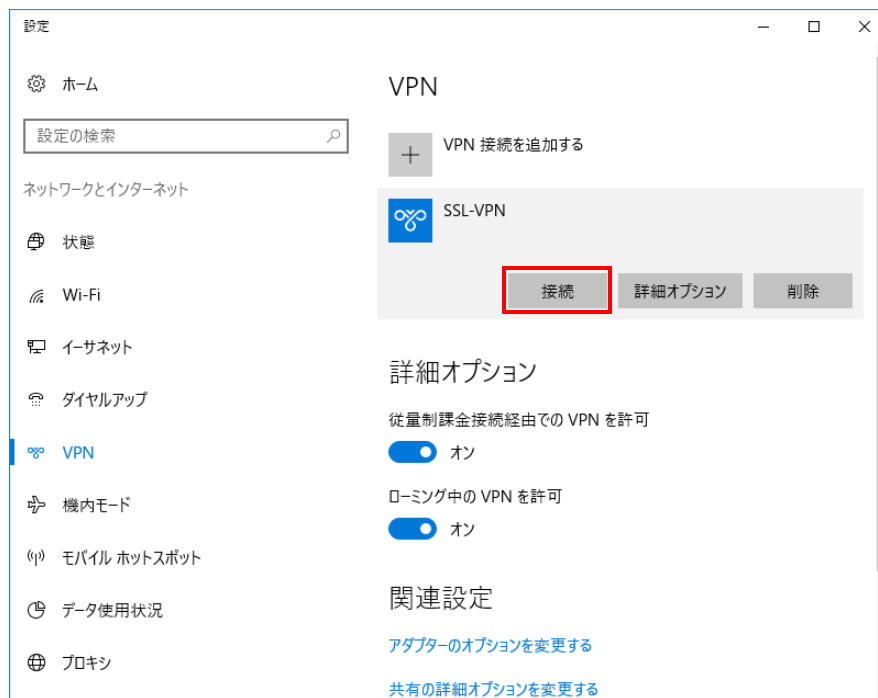 設定
ホーム
設定の検索
ネットワークとインターネット
状態
Wi-Fi
イーサネット
ダイヤルアップ
VPN
機内モード
モバイル ホットスポット
データ使用状況
プロキシ
VPN
VPN 接続を追加する
SSL-VPN
接続 詳細オプション 削除
詳細オプション
従量制課金接続経由での VPN を許可
オン
ローミング中の VPN を許可
オン
関連設定
アダプターのオプションを変更する
共有の詳細オプションを変更する